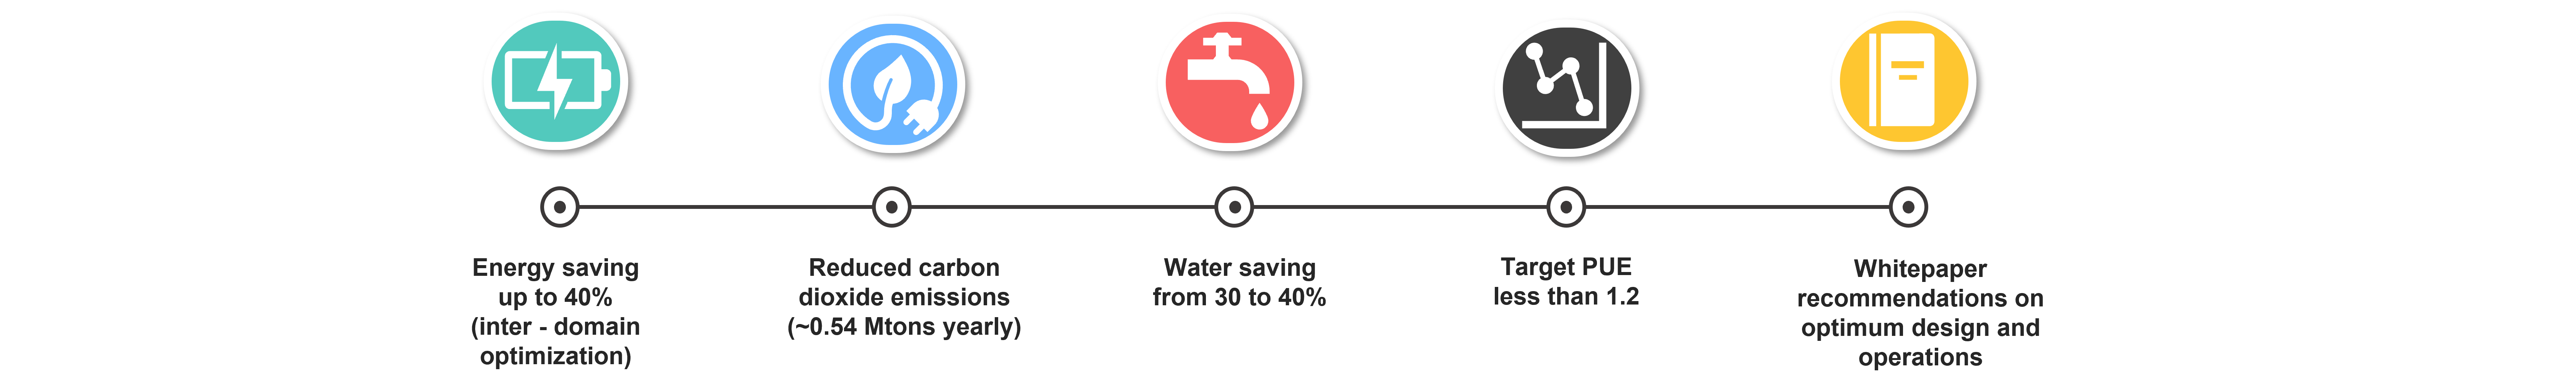 Energy saving
up to 40%
(inter - domain
optimization)
Reduced carbon
dioxide emissions
(~0.54 Mtons yearly)
Water saving
from 30 to 40%
Target PUE
less than 1.2
Whitepaper
recommendations on
optimum design and
operations